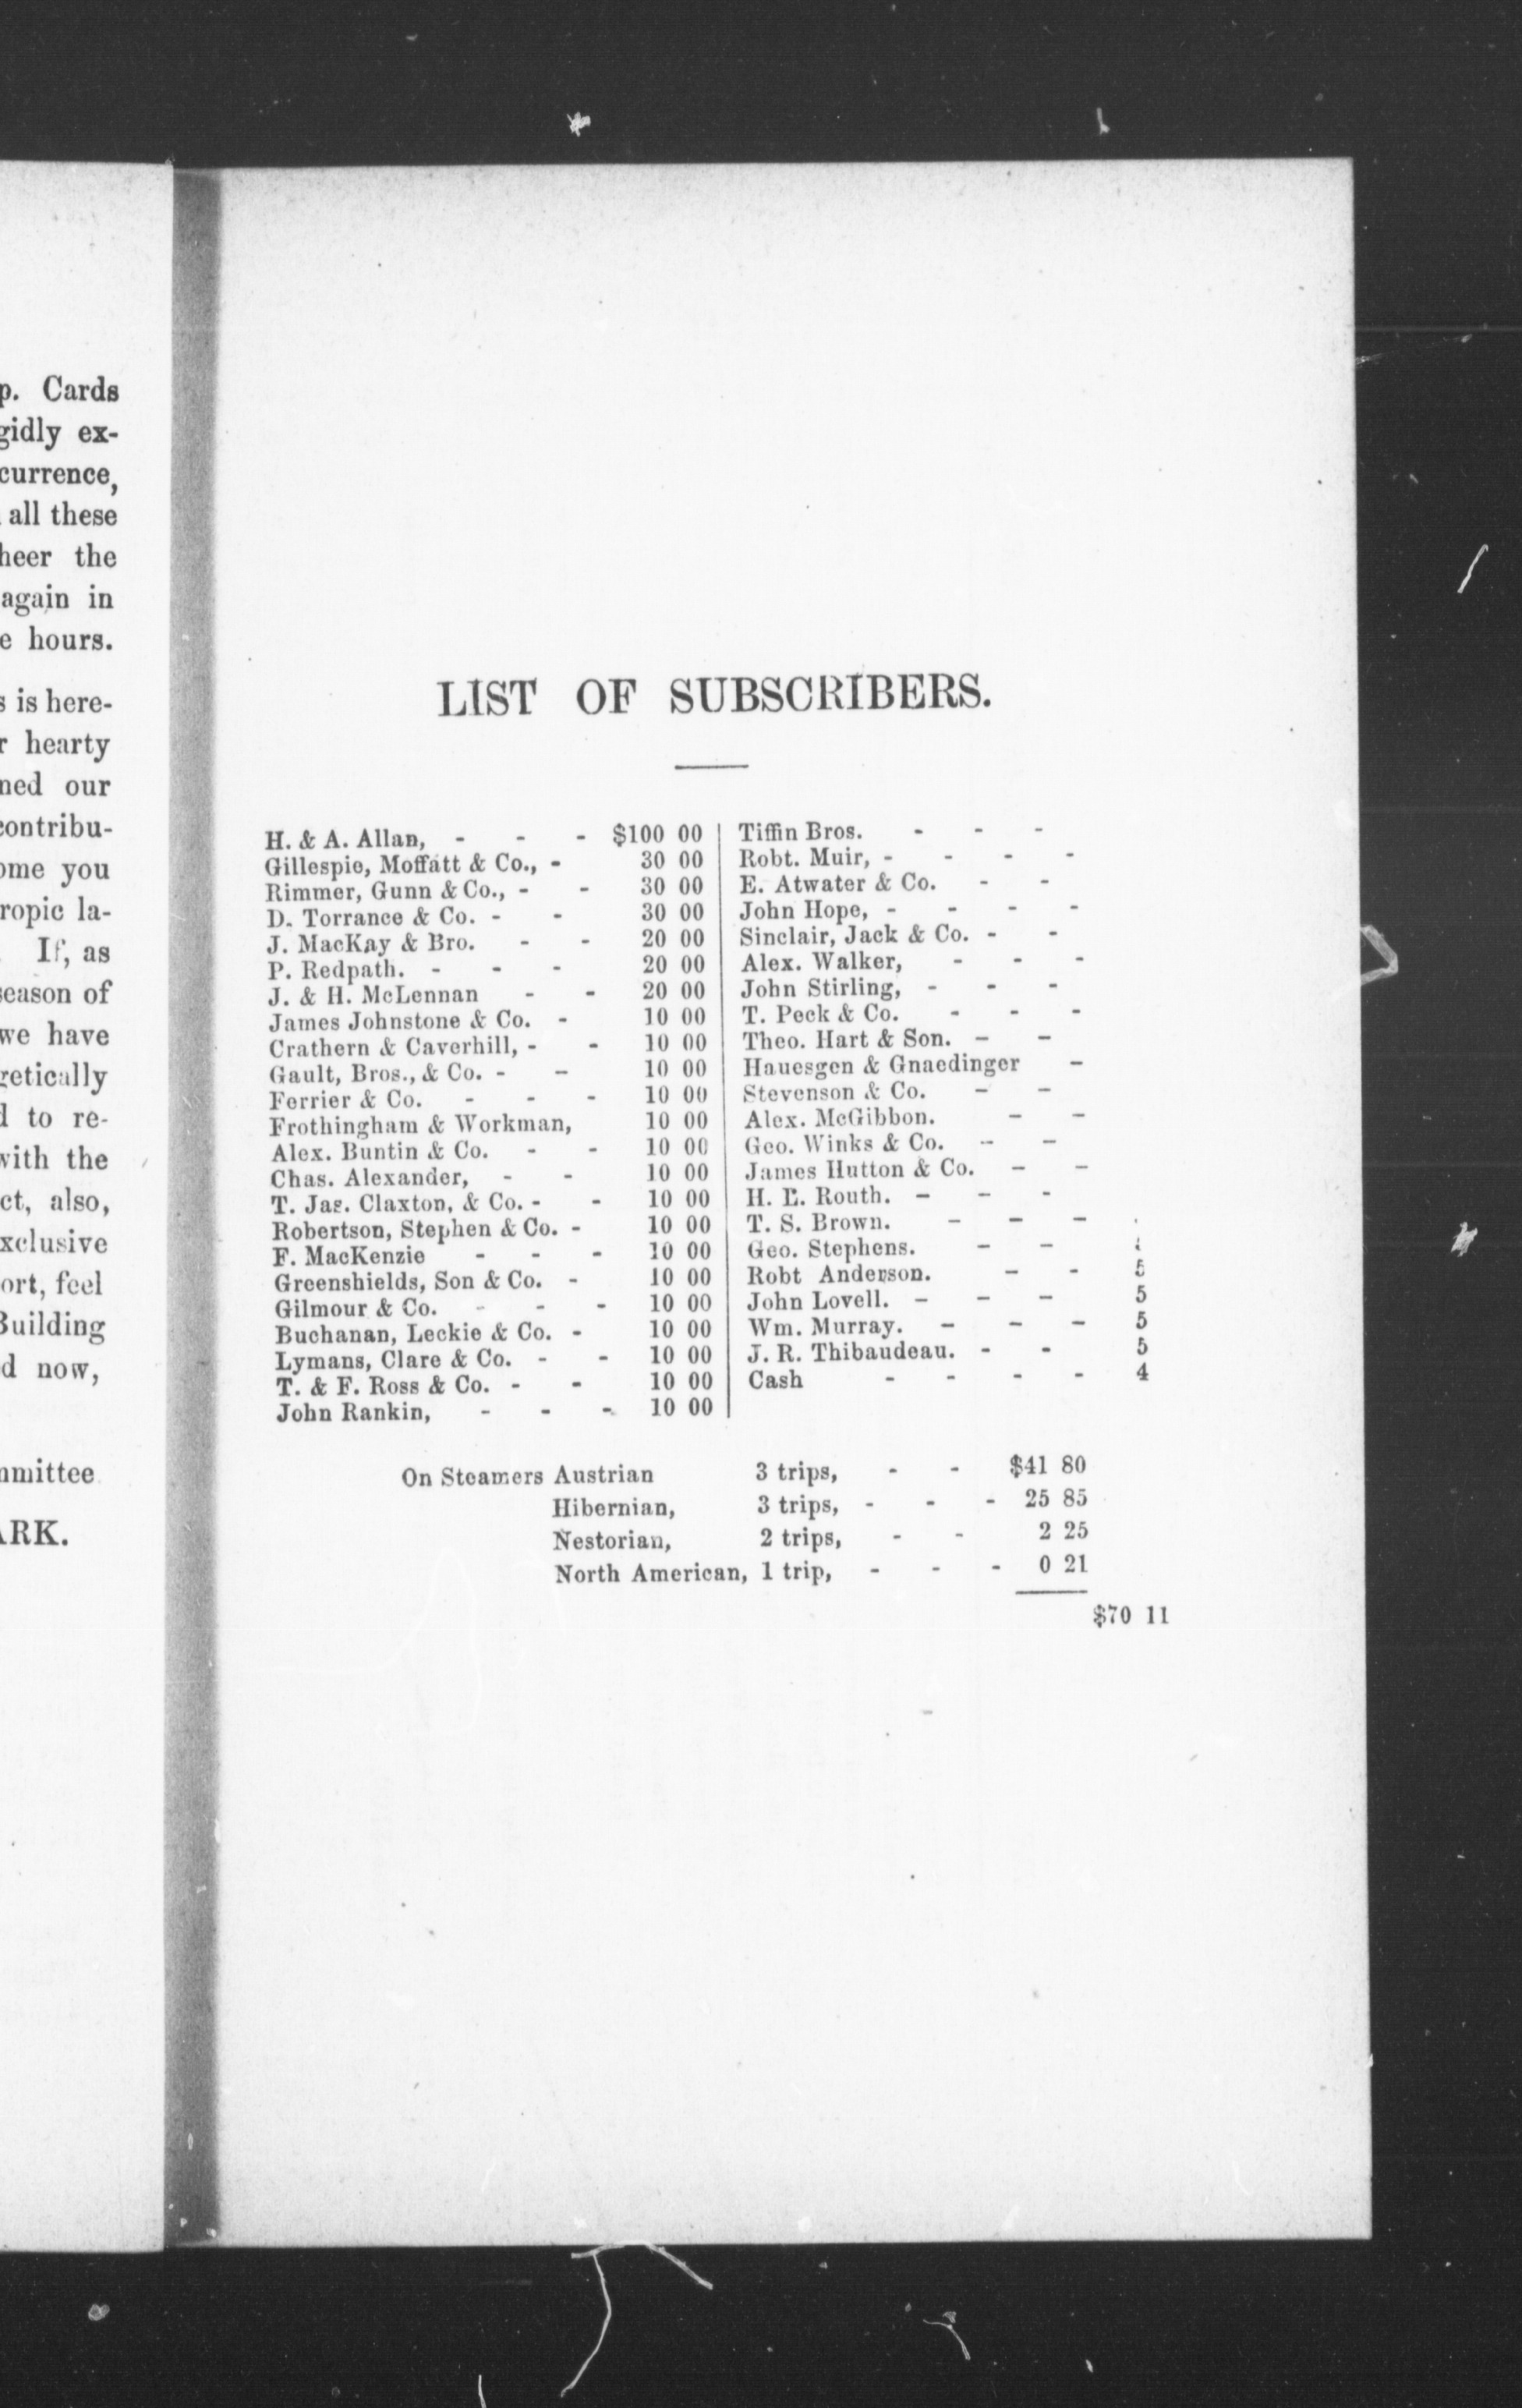 p. Cards
gidly ex-
currence,
all these
heer the
again in
e hours.
s is here-
r hearty
ned our
contribu-
ome you
ropic la-
If, as
season of
we have
getically
d to re-
with the
ct, also,
xclusive
ort, feel
Building
d now,
mmittee
ARK.
LIST OF SUBSCRIBERS.
H. & A. Allan, - - - $100 00
Gillespie, Moffatt & Co., - 30 00
Rimmer, Gunn & Co., - - 30 00
D. Torrance & Co. - - 30 00
J. MacKay & Bro. - - 20 00
P. Redpath. - - - 20 00
J. & H. McLennan - - 20 00
James Johnstone & Co. - 10 00
Crathern & Caverhill, - - 10 00
Gault, Bros., & Co. - - 10 00
Ferrier & Co. - - - 10 00
Frothingham & Workman, 10 00
Alex. Buntin & Co. - - 10 00
Chas. Alexander, - - 10 00
T. Jas. Claxton, & Co. - - 10 00
Robertson, Stephen & Co. - 10 00
F. MacKenzie - - - 10 00
Greenshields, Son & Co. - 10 00
Gilmour & Co. - - - 10 00
Buchanan, Leckie & Co. - 10 00
Lymans, Clare & Co. - - 10 00
T. & F. Ross & Co. - - 10 00
John Rankin, - - - 10 00
Tiffin Bros. - - -
Robt. Muir, - - - -
E. Atwater & Co. - -
John Hope, - - - -
Sinclair, Jack & Co. - -
Alex. Walker, - - -
John Stirling, - - -
T. Peck & Co. - - -
Theo. Hart & Son. - -
Hauesgen & Gnaedinger -
Stevenson & Co. - -
Alex. McGibbon. - -
Geo. Winks & Co. - -
James Hutton & Co. - -
H. E. Routh. - - -
T. S. Brown. - - -
Geo. Stephens. - -
Robt Anderson. - - 5
John Lovell. - - - 5
Wm. Murray. - - - 5
J. R. Thibaudeau. - - 5
Cash - - - - 4
On Steamers Austrian 3 trips, - - $41 80
Hibernian, 3 trips, - - - 25 85
Nestorian, 2 trips, - - 2 25
North American, 1 trip, - - - 0 21
$70 11